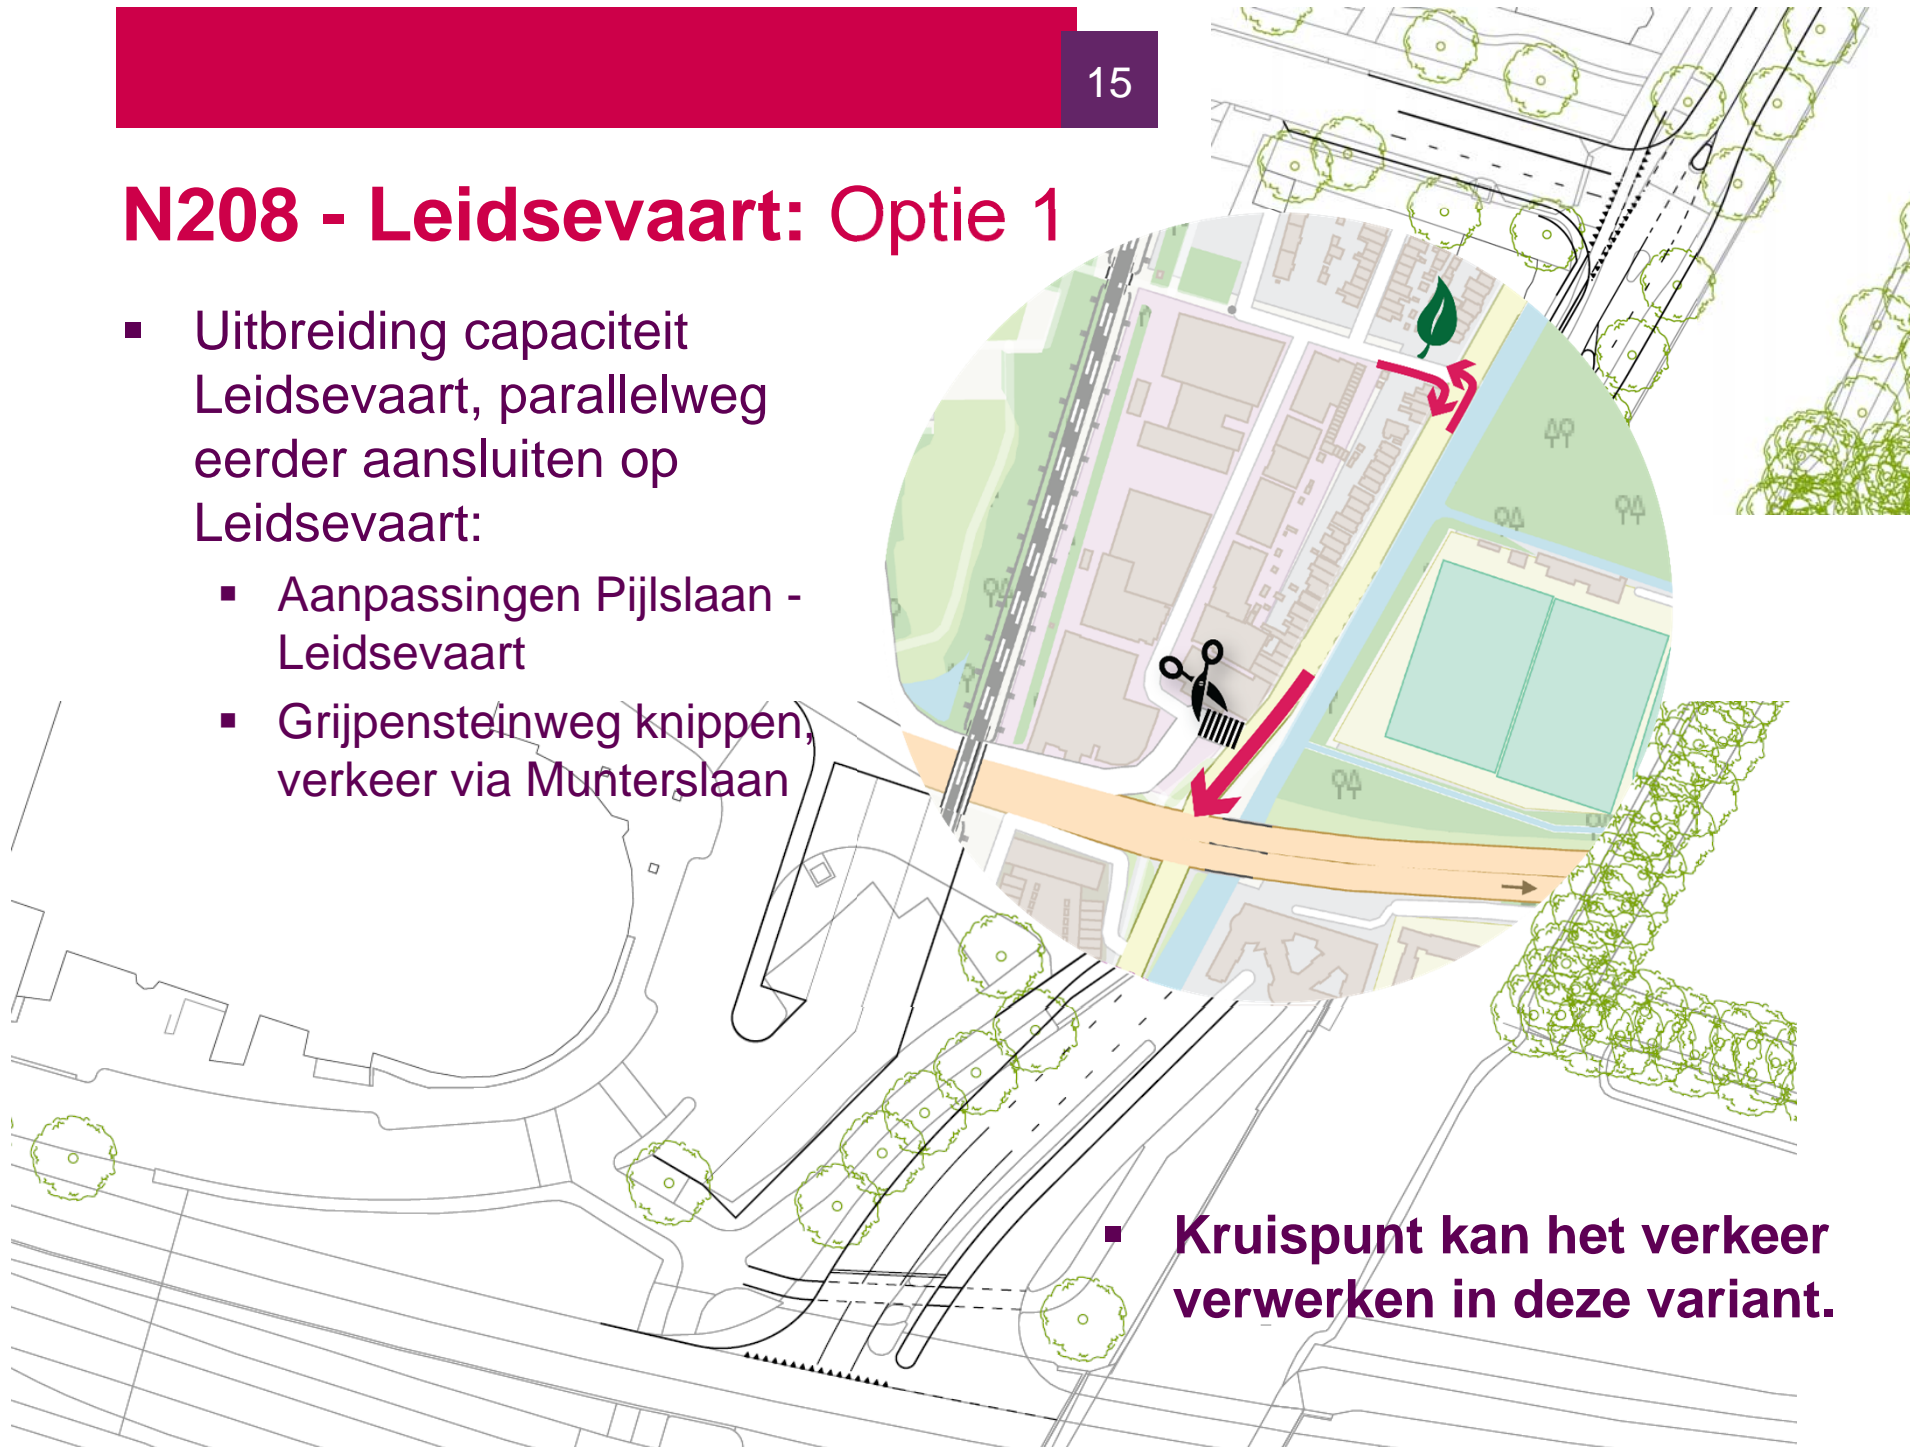 15
N208 - Leidsevaart: Optie 1
▪ Uitbreiding capaciteit
Leidsevaart, parallelweg
eerder aansluiten op
Leidsevaart:
▪ Aanpassingen Pijlslaan -
Leidsevaart
▪ Grijpensteinweg knippen,
verkeer via Munterslaan
▪ Kruispunt kan het verkeer
verwerken in deze variant.